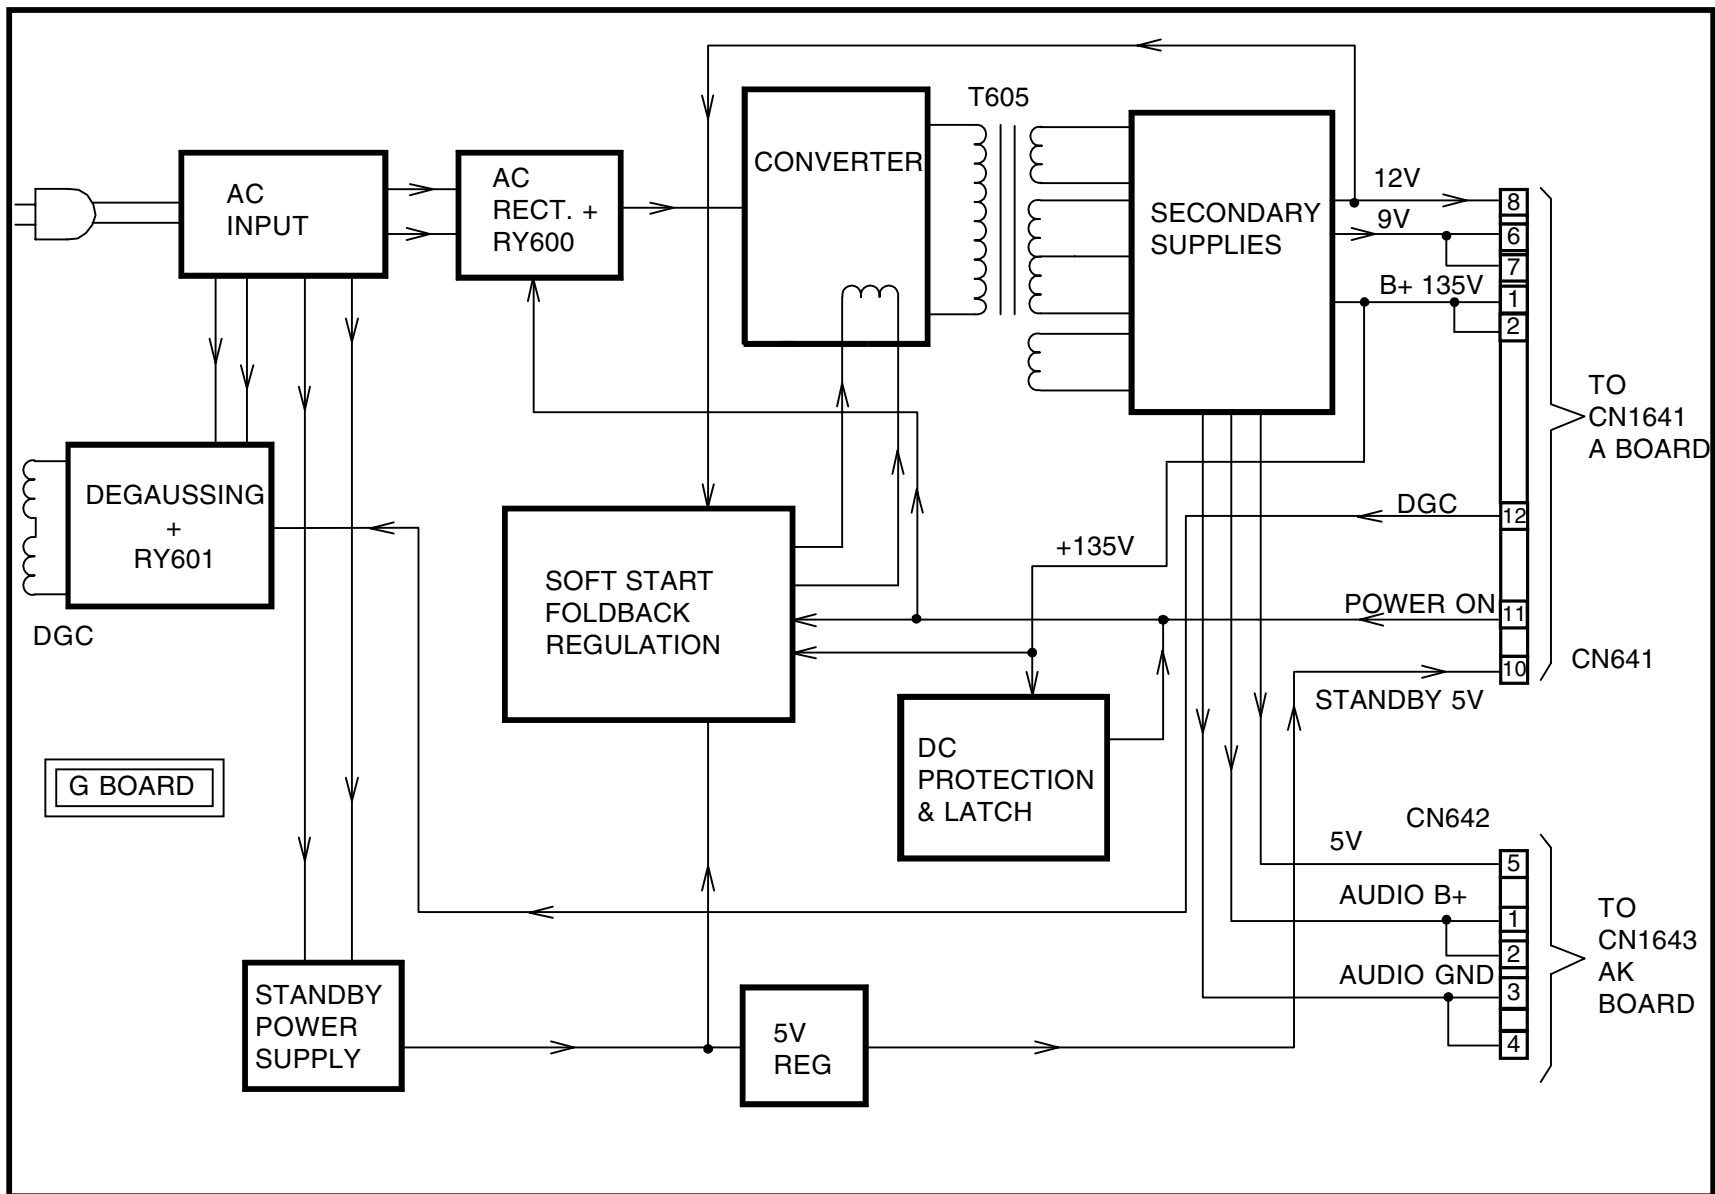 T605
CONVERTER
AC
INPUT
AC
RECT. +
RY600
SECONDARY
SUPPLIES
12V
8
9V
6
7
B+ 135V
1
2
TO
CN1641
A BOARD
DEGAUSSING
+
RY601
DGC
DGC
12
+135V
SOFT START
FOLDBACK
REGULATION
POWER ON
11
CN641
10
STANDBY 5V
DC
PROTECTION
& LATCH
G BOARD
CN642
5V
5
AUDIO B+
1
2
AUDIO GND
3
4
TO
CN1643
AK
BOARD
STANDBY
POWER
SUPPLY
5V
REG